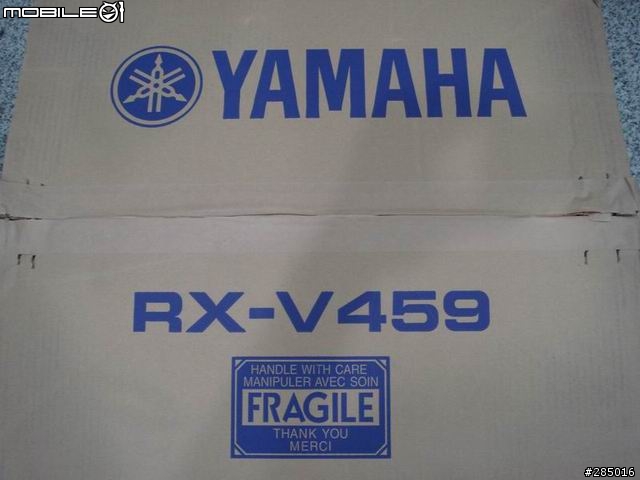 MOBILE01
YAMAHA
RX-V459
HANDLE WITH CARE
MANIPULER AVEC SOIN
FRAGILE
THANK YOU
MERCI
#285016